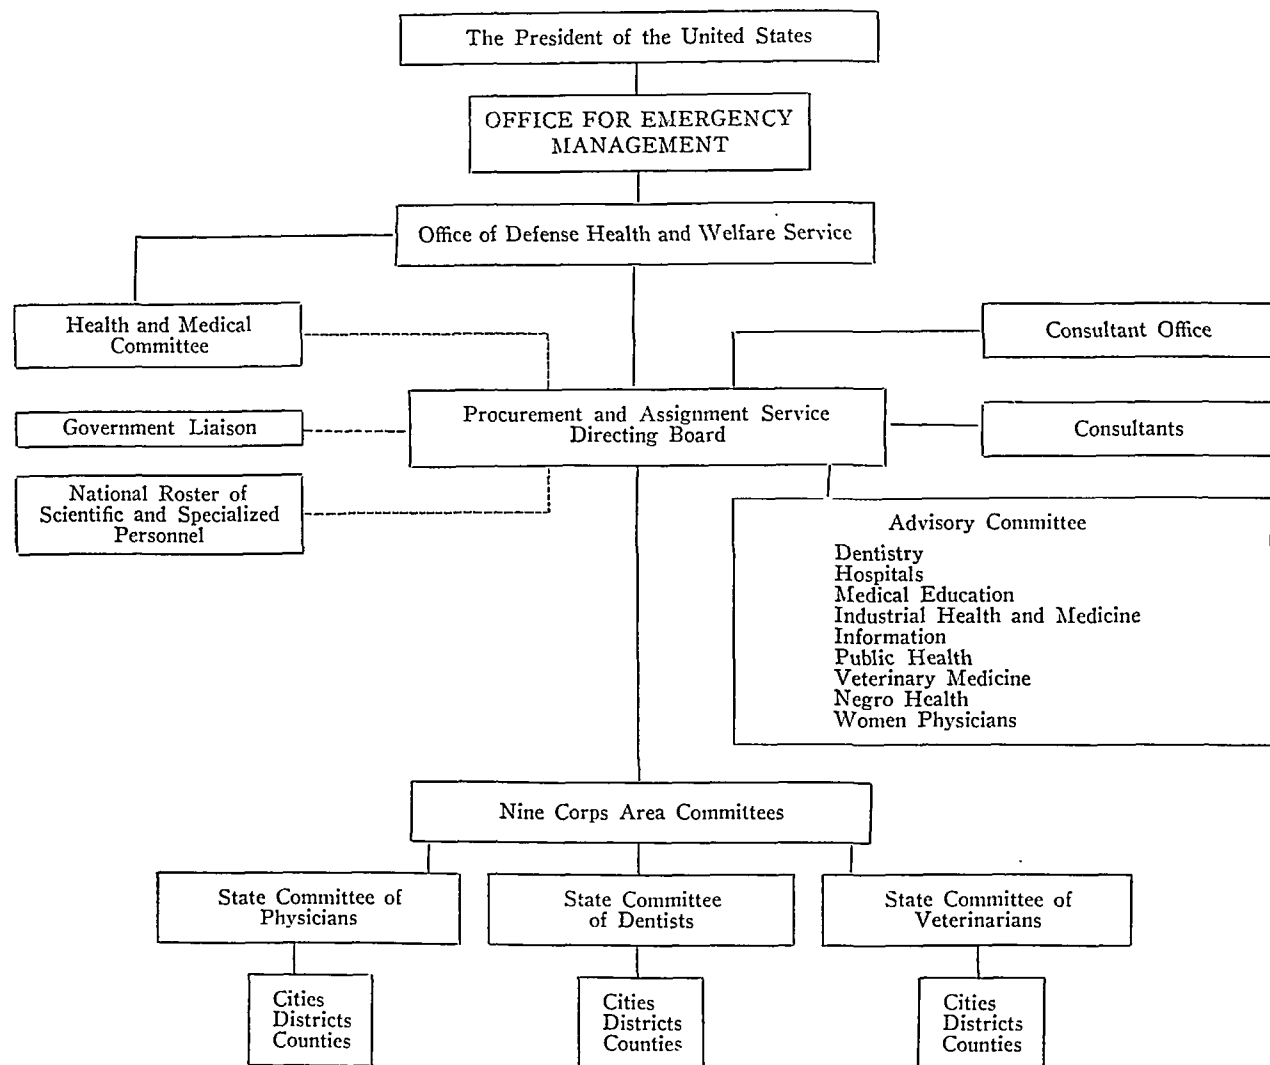 The President of the United States
OFFICE FOR EMERGENCY
MANAGEMENT
Office of Defense Health and Welfare Service
Health and Medical
Committee
Consultant Office
Government Liaison
Procurement and Assignment Service
Directing Board
Consultants
National Roster of
Scientific and Specialized
Personnel
Advisory Committee
Dentistry
Hospitals
Medical Education
Industrial Health and Medicine
Information
Public Health
Veterinary Medicine
Negro Health
Women Physicians
Nine Corps Area Committees
State Committee of
Physicians
State Committee
of Dentists
State Committee of
Veterinarians
Cities
Districts
Counties
Cities
Districts
Counties
Cities
Districts
Counties